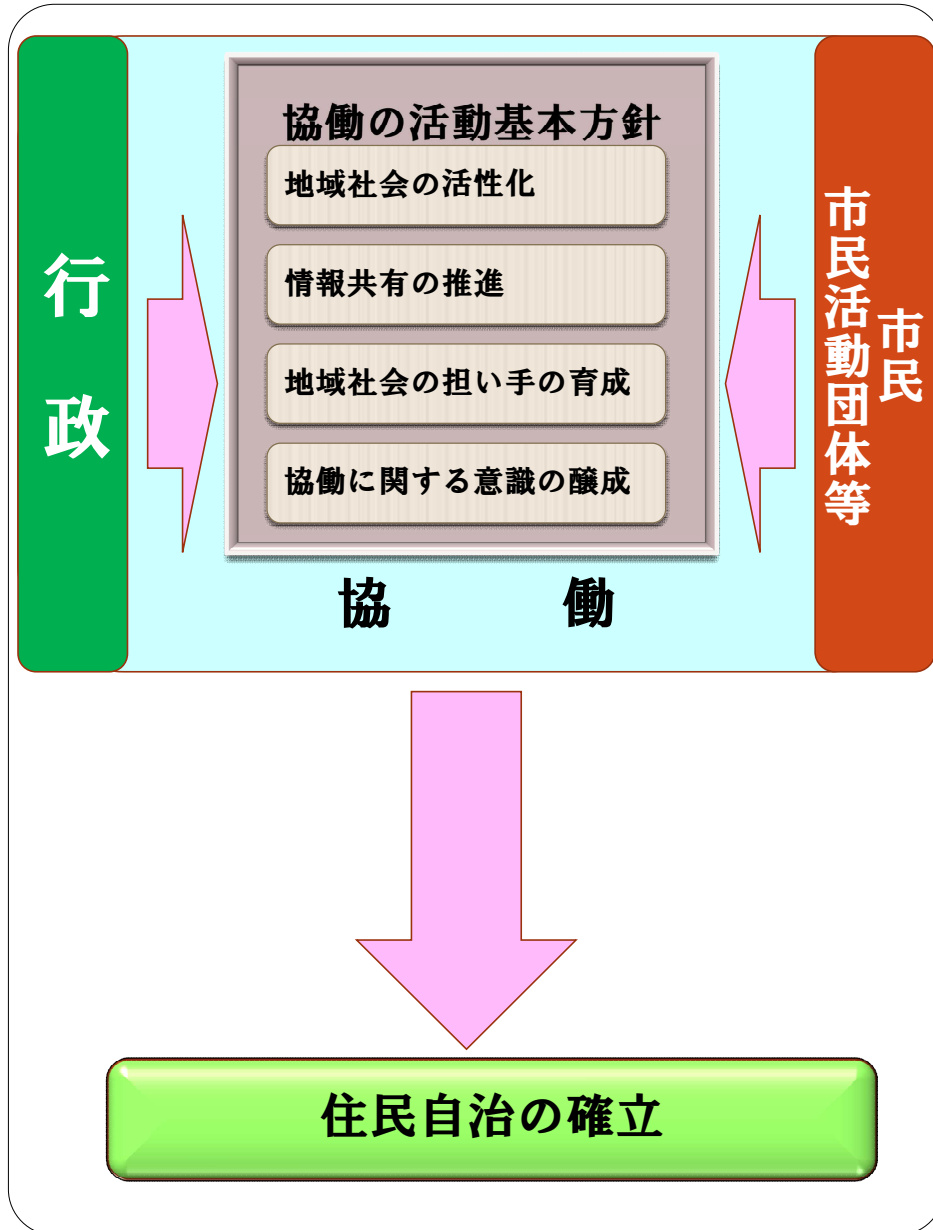 協働の活動基本方針
地域社会の活性化
情報共有の推進
地域社会の担い手の育成
協働に関する意識の醸成
行政
市民
市民活動団体等
協働
住民自治の確立